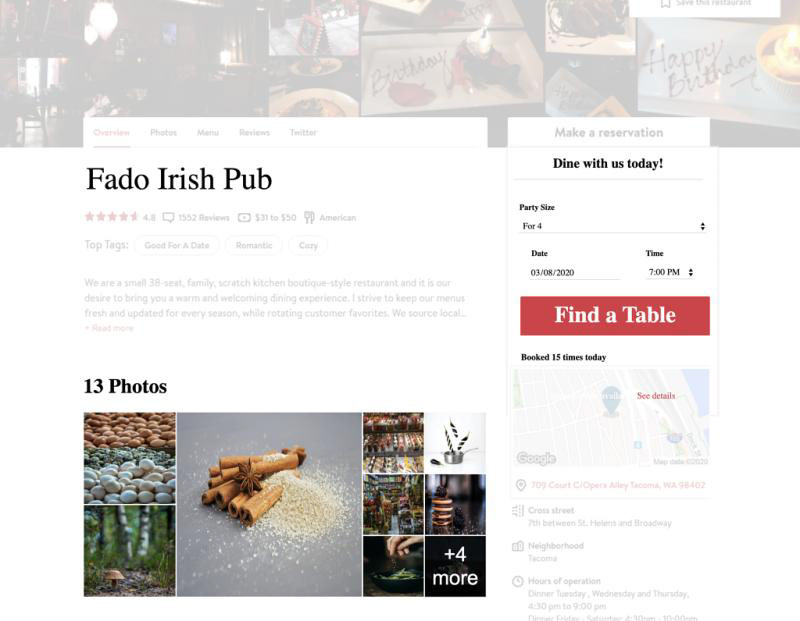 Save this restaurant
Birthday
Happy
Birthday
Overview Photos Menu Reviews Twitter
Make a reservation
Dine with us today!
Fado Irish Pub
4.8 1552 Reviews $31 to $50 American
Top Tags: Good For A Date Romantic Cozy
We are a small 38-seat, family, scratch kitchen boutique-style restaurant and it is our
desire to bring you a warm and welcoming dining experience. I strive to keep our menus
fresh and updated for every season, while rotating customer favorites. We source local...
+ Read more
Party Size
For 4
Date Time
03/08/2020 7:00 PM
Find a Table
Booked 15 times today
See details
13 Photos
+4
more
Google
Map data ©2020
709 Court C/Opera Alley Tacoma, WA 98402
Cross street
7th between St. Helens and Broadway
Neighborhood
Tacoma
Hours of operation
Dinner Tuesday , Wednesday and Thursday,
4:30 pm to 9:00 pm
Dinner Friday - Saturday: 4:30pm - 10:00pm